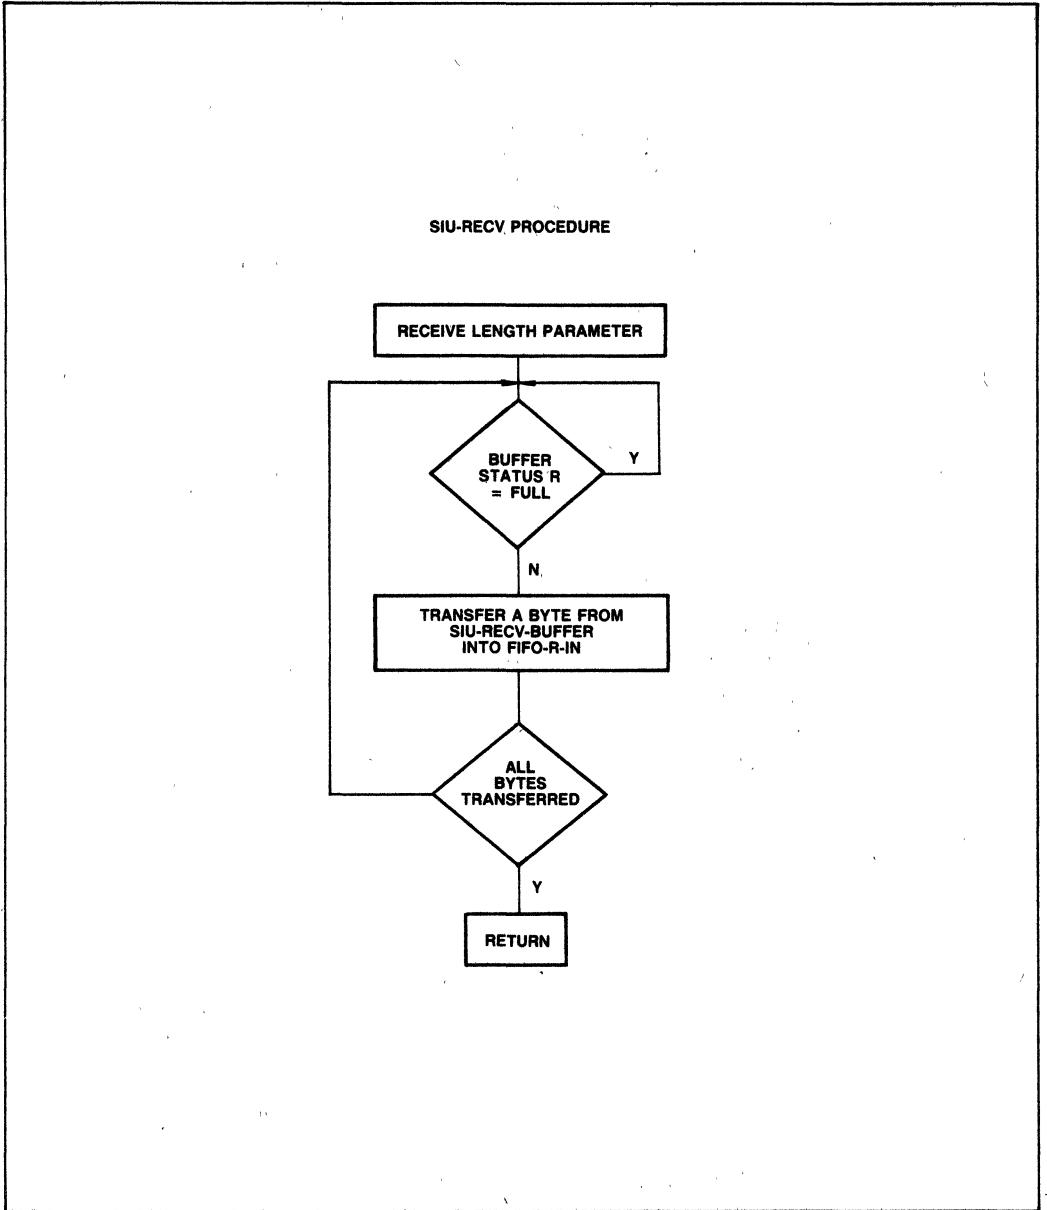 SIU-RECV PROCEDURE
RECEIVE LENGTH PARAMETER
BUFFER
STATUS R
= FULL
Y
N
TRANSFER A BYTE FROM
SIU-RECV-BUFFER
INTO FIFO-R-IN
ALL
BYTES
TRANSFERRED
Y
RETURN